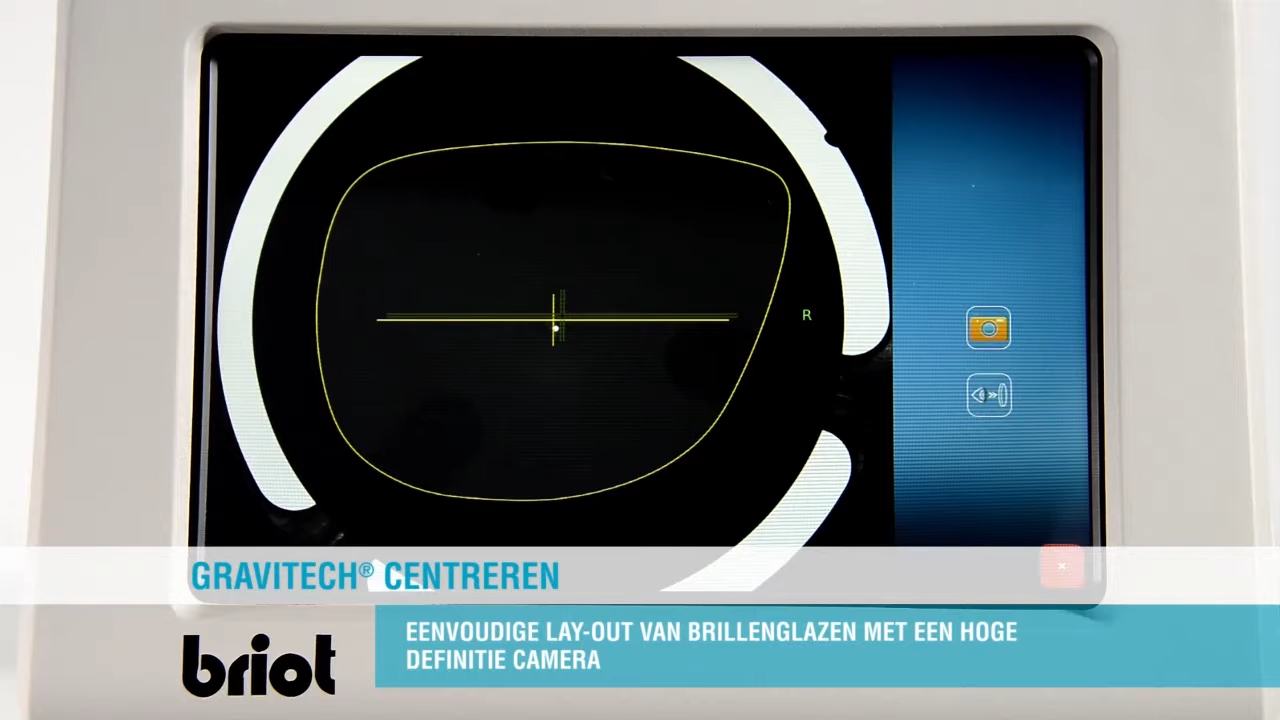 R
GRAVITECH® CENTREREN
EENVOUDIGE LAY-OUT VAN BRILLENGLAZEN MET EEN HOGE
DEFINITIE CAMERA
briot